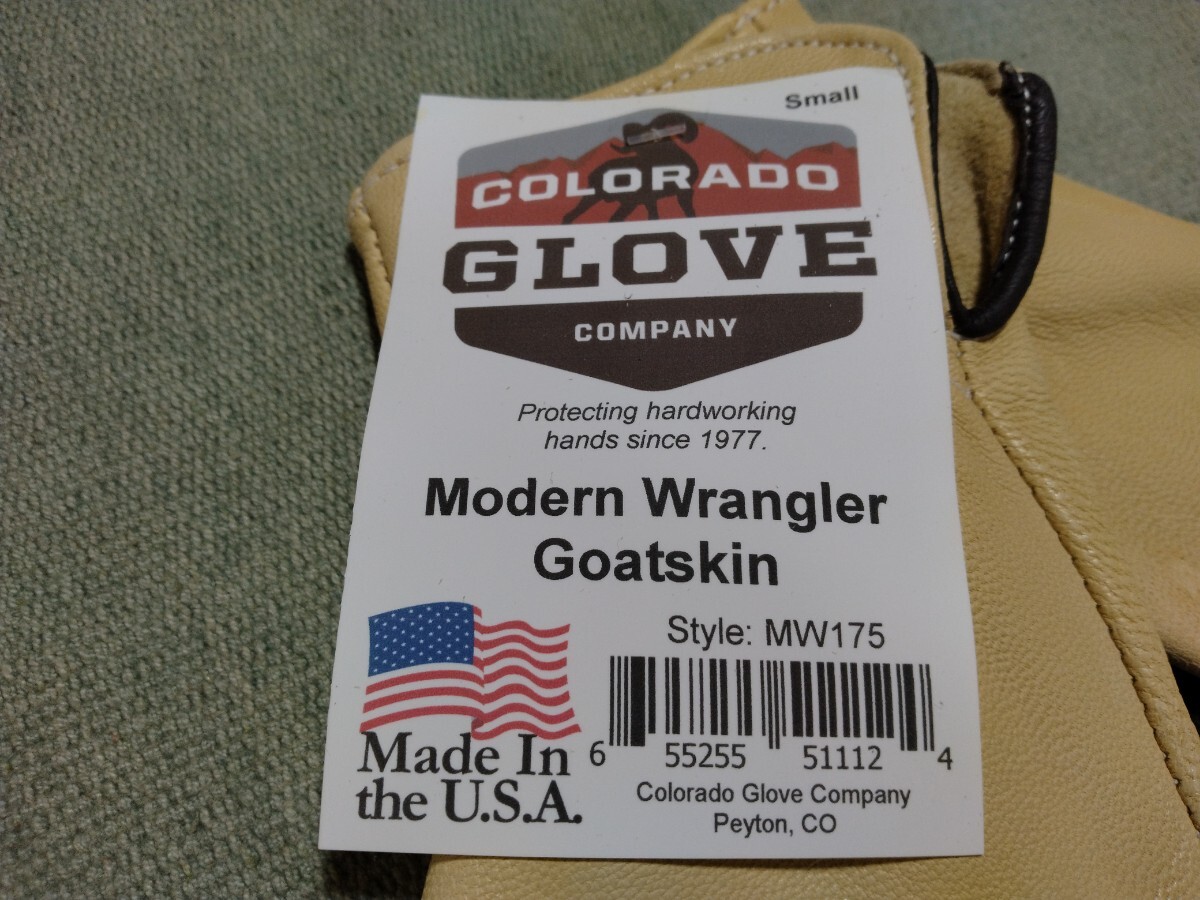 Small
COLORADO
GLOVE
COMPANY
Protecting hardworking
hands since 1977.
Modern Wrangler
Goatskin
Style: MW175
Made In
the U.S.A.
6 55255 51112 4
Colorado Glove Company
Peyton, CO